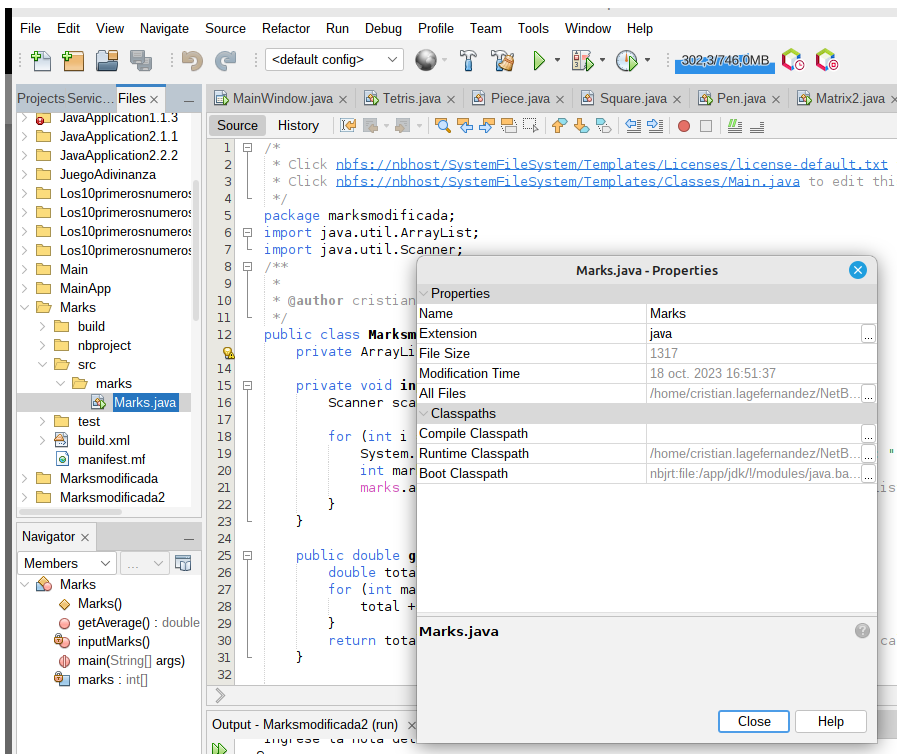 File Edit View Navigate Source Refactor Run Debug Profile Team Tools Window Help
<default config>
302,3/746,0MB
Projects Servic... Files
MainWindow.java Tetris.java Piece.java Square.java Pen.java Matrix2.java
Source History
JavaApplication1.1.3
JavaApplication2.1.1
JavaApplication2.2.2
JuegoAdivinanza
Los10primerosnumeros
Los10primerosnumeros
Los10primerosnumeros
Los10primerosnumeros
Main
MainApp
Marks
build
nbproject
src
marks
Marks.java
test
build.xml
manifest.mf
Marksmodificada
Marksmodificada2
Navigator
Members
...
Marks
Marks()
getAverage() : double
inputMarks()
main(String[] args)
marks : int[]
1 /*
2 * Click nbfs://nbhost/SystemFileSystem/Templates/Licenses/license-default.txt
3 * Click nbfs://nbhost/SystemFileSystem/Templates/Classes/Main.java to edit thi
4 */
5 package marksmodificada;
6 import java.util.ArrayList;
7 import java.util.Scanner;
8 /**
9 *
10 * @author cristian
11 */
12 public class Marksm
private ArrayLi
14
15 private void in
16 Scanner sca
17
18 for (int i
19 System. "
20 int mar
21 marks.a lis
22 }
23 }
24
25 public double g
26 double tota
27 for (int ma
28 total +
29 }
30 return tota ca
31 }
32
Output - Marksmodificada2 (run)
Ingrese la nota del
Marks.java - Properties
Properties
Name Marks
Extension java ...
File Size 1317
Modification Time 18 oct. 2023 16:51:37
All Files /home/cristian.lagefernandez/NetB... ...
Classpaths
Compile Classpath ...
Runtime Classpath /home/cristian.lagefernandez/NetB... ...
Boot Classpath nbjrt:file:/app/jdk/!/modules/java.ba... ...
Marks.java
?
Close Help